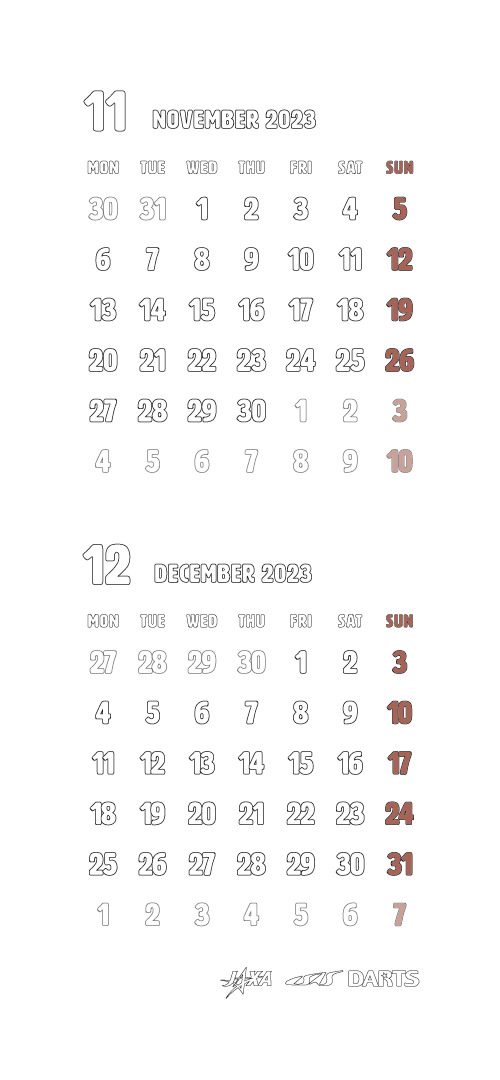 11 NOVEMBER 2023
MON TUE WED THU FRI SAT SUN
30 31 1 2 3 4 5
6 7 8 9 10 11 12
13 14 15 16 17 18 19
20 21 22 23 24 25 26
27 28 29 30 1 2 3
4 5 6 7 8 9 10
12 DECEMBER 2023
MON TUE WED THU FRI SAT SUN
27 28 29 30 1 2 3
4 5 6 7 8 9 10
11 12 13 14 15 16 17
18 19 20 21 22 23 24
25 26 27 28 29 30 31
1 2 3 4 5 6 7
JAXA ISAS DARTS